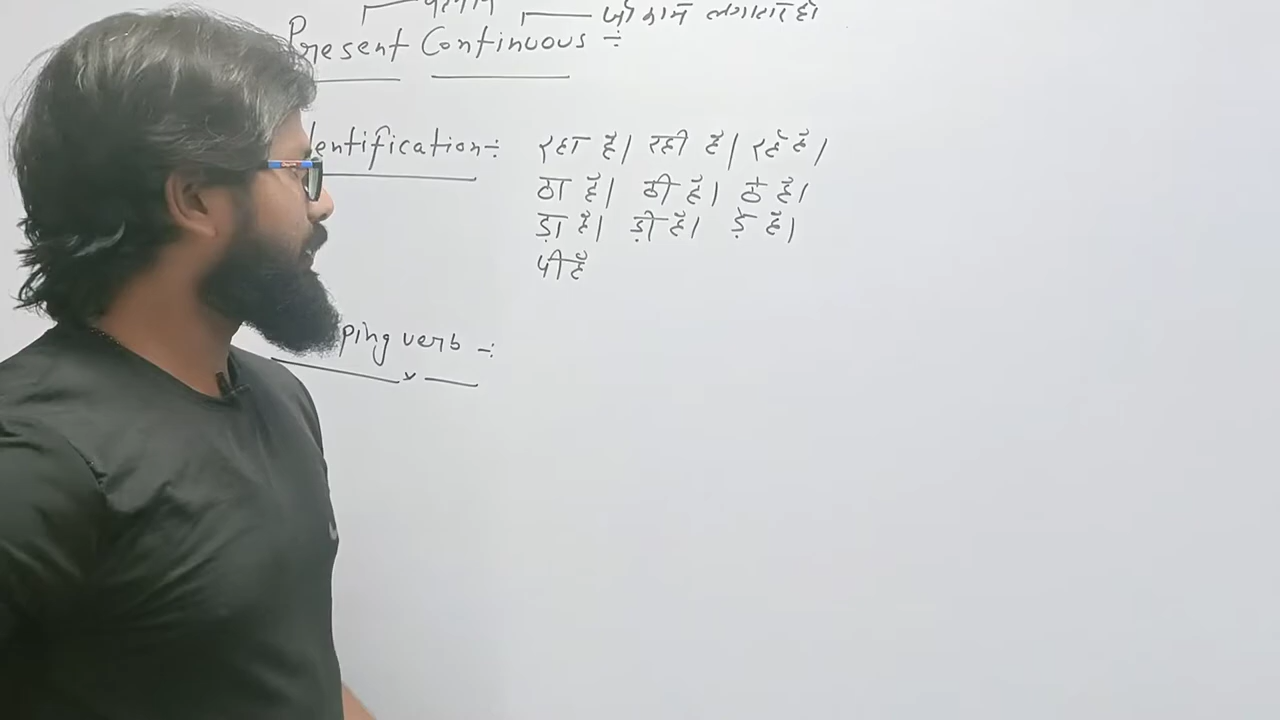 जो काम लगातार हो
Present Continuous ÷
dentification ÷ रहा है। रही है। रहे है।
ठा है। ठी है। ठे है।
ड़ा है। ड़ी है। ड़े है।
पी है
ping verb ÷